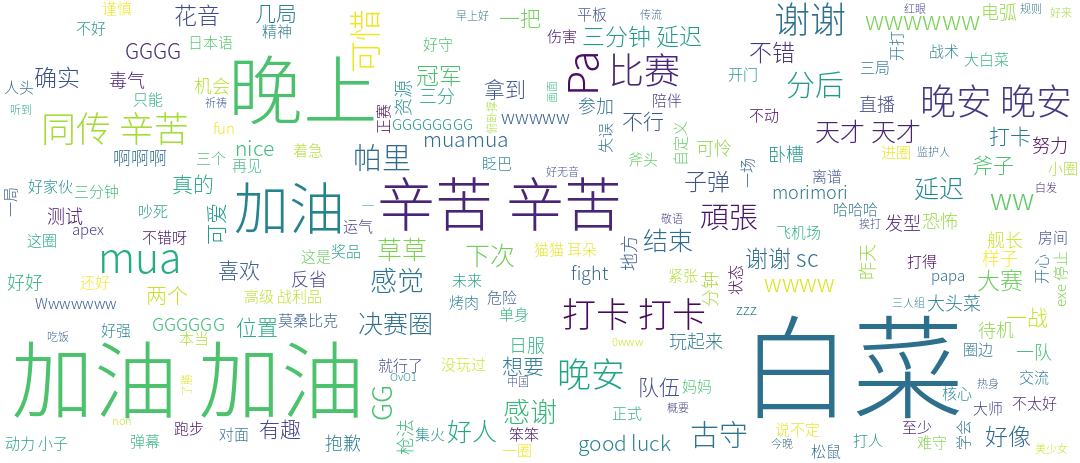 谨慎
花音
几局
早上好
一把
平板
传流
谢谢
wwwwww
红眼
电弧
规则
好来
不好
日本语
精神
可惜
好守
伤害
三分钟 延迟
不错
开打
战术
大白菜
GGGG
晚上
冠军
Pa
比赛
三局
人头
确实
毒气
机会
资源
三分
拿到
画画
开门
分后
晚安 晚安
只能
祈祷
正赛
参加
陪伴
直播
听到
同传 辛苦
fun
GGGGGGGG
wwwww
失误
不行
不动
天才 天才
打卡
努力
muamua
自定义
可怜
啊啊啊
nice
着急
帕里
眨巴
斧头
卧槽
进圈
监护人
斧子
小圈
三个
再见
好无音
一场
离谱
好家伙
三分钟
真的
加油
辛苦 辛苦
子弹
morimori
延迟
白发
一局
测试
吵死
可爱
运气
一
敬语
頑張
哈哈哈
挨打
发型
恐怖
ww
apex
不错呀
这圈
这是
奖品
草草
下次
猫猫 耳朵
地方
结束
飞机场
舰长
房间
mua
喜欢
反省
感觉
未来
fight
紧张
状态
谢谢 sc
昨天
打得
样子
开心
exe 停止
好好
还好
两个
高级 战利品
烤肉
危险
分钟
wwww
papa
大赛
Wwwwwww
单身
zzz
三人组
大头菜
好强
GGGGGG
位置
莫桑比克
决赛圈
打卡 打卡
待机
一战
吃饭
本当
日服
0www
玩起来
白菜
圈边
一队
加油 加油
就行了
没玩过
想要
晚安
热身
交流
OvO1
中国
队伍
妈妈
核心
GG
感谢
正式
概要
大师
不太好
non
跑步
有趣
枪法
集火
好人
笨笨
古守
说不定
至少
动力 小子
弹幕
对面
抱歉
一圈
good luck
今晚
松鼠
打人
难守
学会
好像
美少女